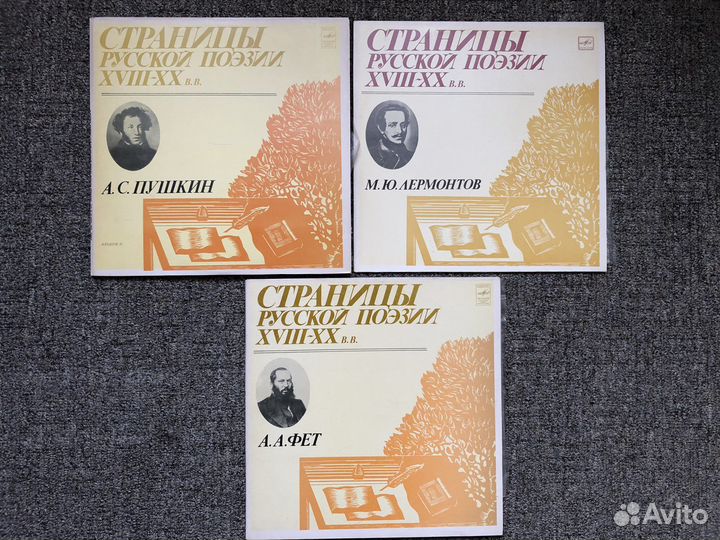 СТРАНИЦЫ
РУССКОЙ ПОЭЗИИ
XVIII-XX В.В.
А.С. ПУШКИН
СТРАНИЦЫ
РУССКОЙ ПОЭЗИИ
XVIII-XX В.В.
М.Ю. ЛЕРМОНТОВ
СТРАНИЦЫ
РУССКОЙ ПОЭЗИИ
XVIII-XX В.В.
А.А. ФЕТ
Avito